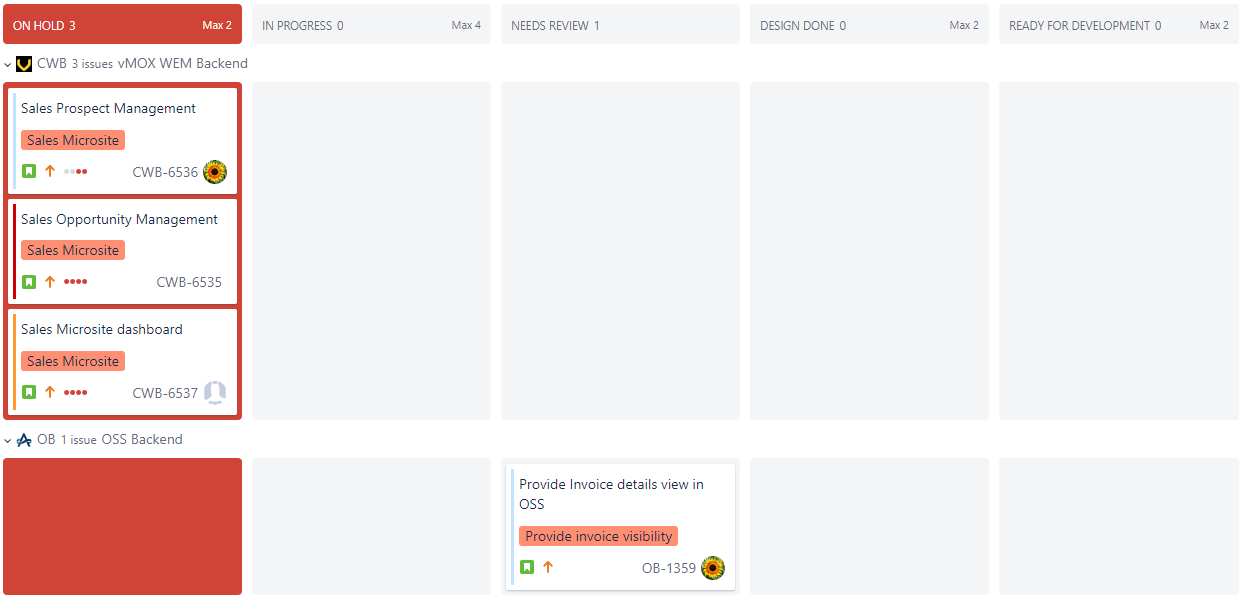 ON HOLD 3 Max 2
IN PROGRESS 0 Max 4
NEEDS REVIEW 1
DESIGN DONE 0 Max 2
READY FOR DEVELOPMENT 0 Max 2
CWB 3 issues vMOX WEM Backend
Sales Prospect Management
Sales Microsite
CWB-6536
Sales Opportunity Management
Sales Microsite
CWB-6535
Sales Microsite dashboard
Sales Microsite
CWB-6537
OB 1 issue OSS Backend
Provide Invoice details view in
OSS
Provide invoice visibility
OB-1359